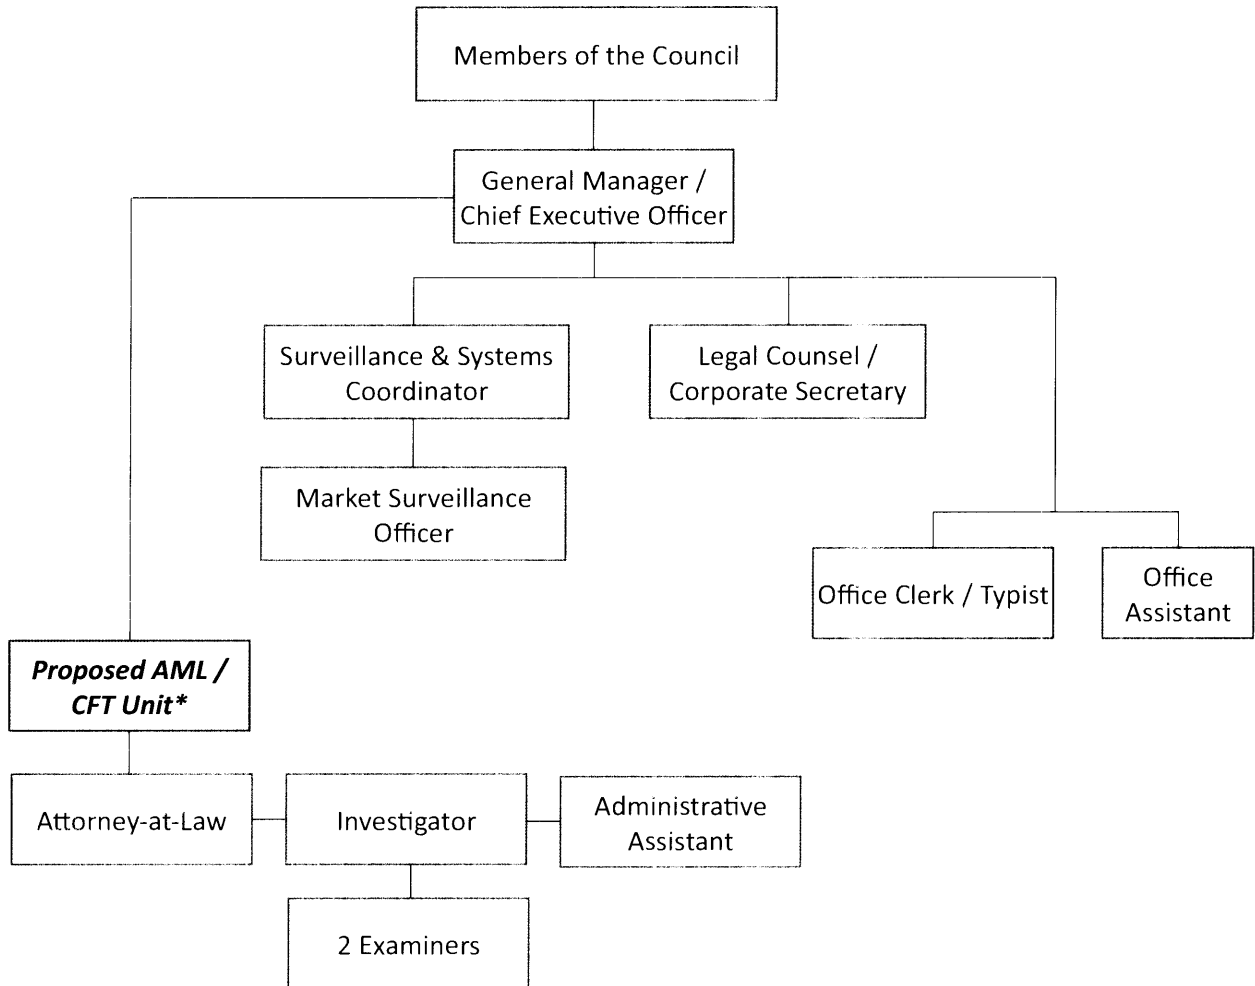 Members of the Council
General Manager /
Chief Executive Officer
Surveillance & Systems
Coordinator
Legal Counsel /
Corporate Secretary
Market Surveillance
Officer
Office Clerk / Typist
Office
Assistant
Proposed AML /
CFT Unit*
Attorney-at-Law
Investigator
Administrative
Assistant
2 Examiners